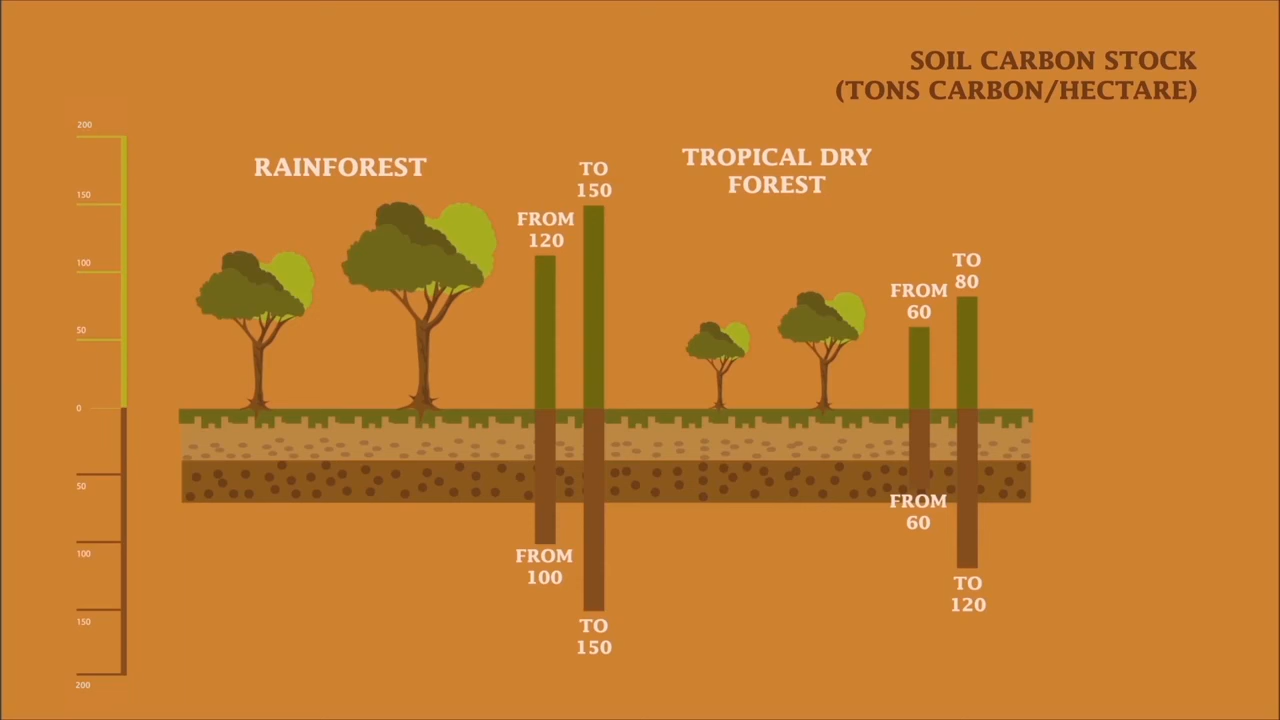 SOIL CARBON STOCK
(TONS CARBON/HECTARE)
200
150
100
50
0
50
100
150
200
RAINFOREST
FROM
120
TO
150
FROM
100
TO
150
TROPICAL DRY
FOREST
FROM
60
TO
80
FROM
60
TO
120